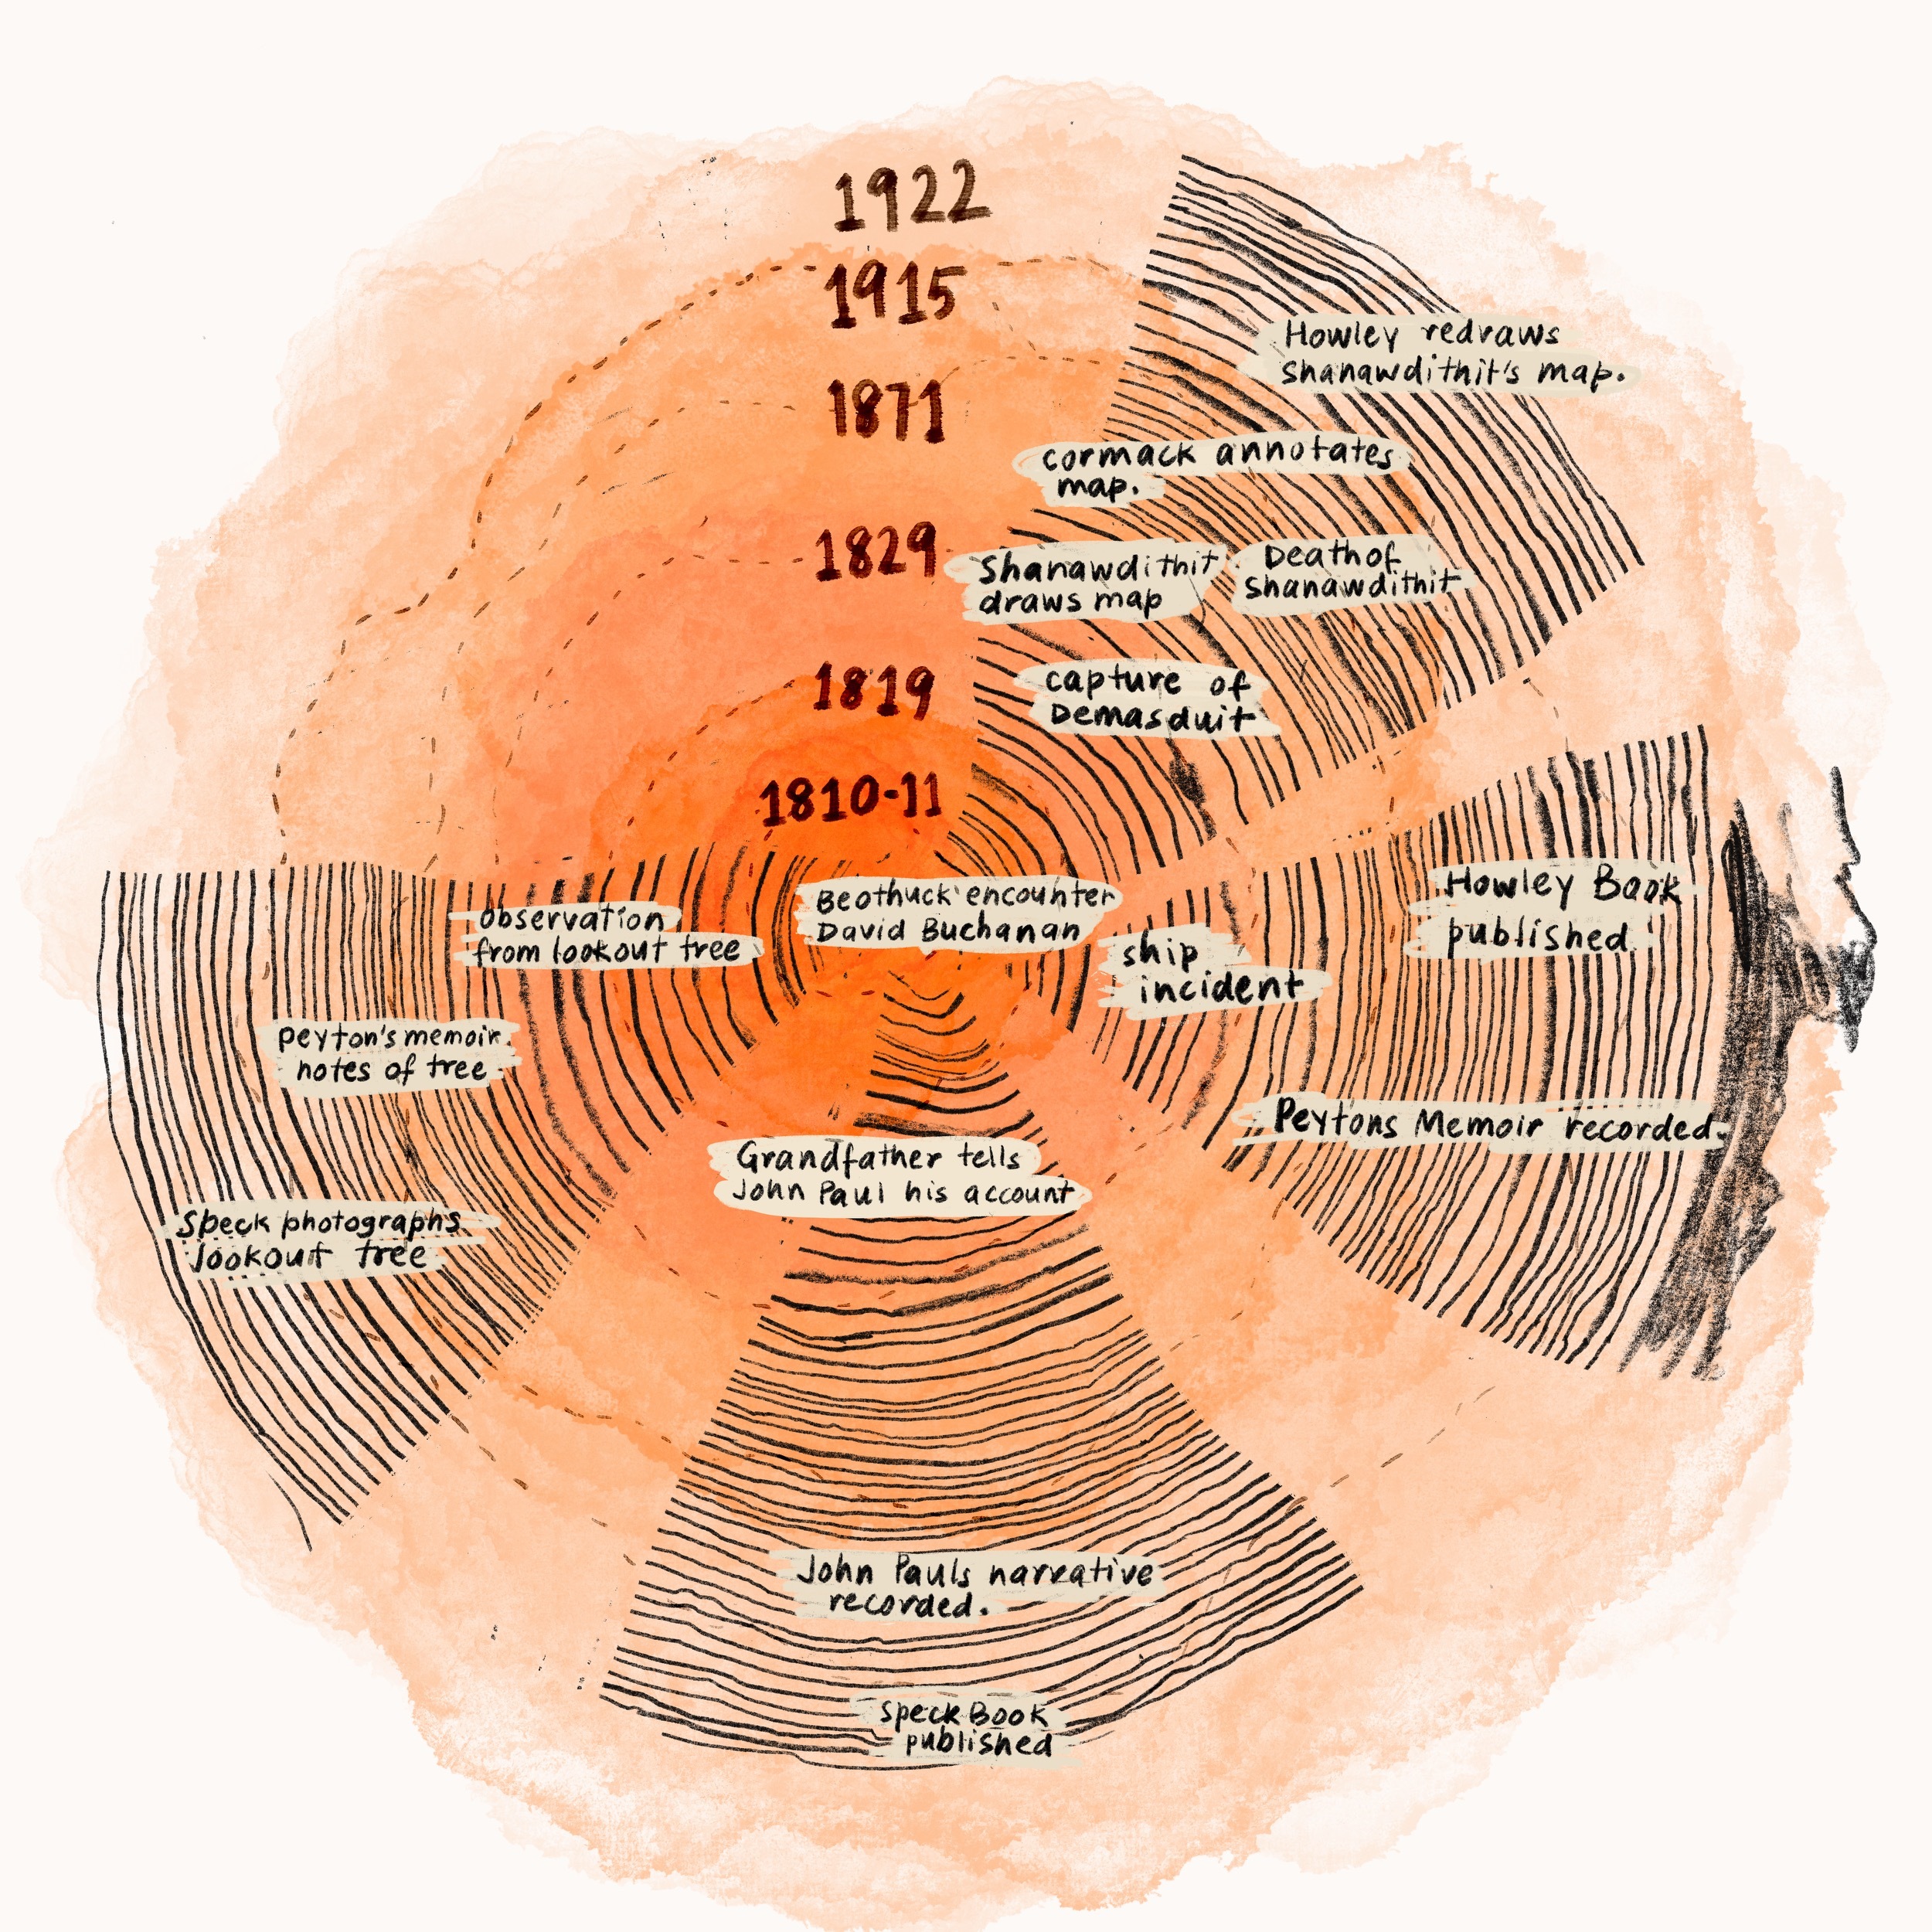 1922
1915
1871
1829
1819
1810-11
Howley redraws
Shanawdithit's map.
cormack annotates
map.
Shanawdithit
draws map
Death of
Shanawdithit
capture of
Demasduit
Beothuck encounter
David Buchanan
ship
incident
Howley Book
published
Peytons Memoir recorded.
observation
from lookout tree
peyton's memoir.
notes of tree
Speck photographs
lookout tree
Grandfather tells
John Paul his account
John Pauls narrative
recorded.
Speck Book
published